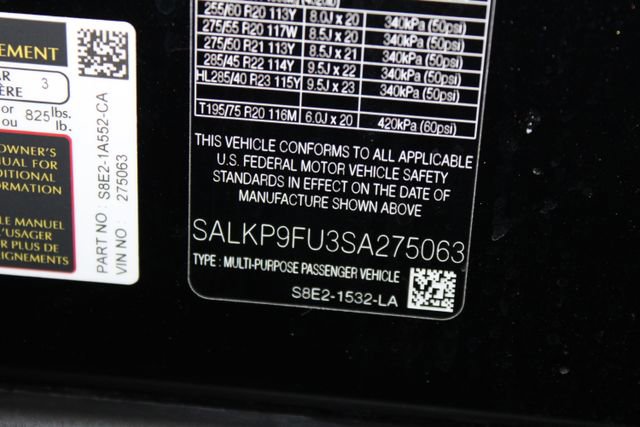 EMENT
3
or 825lbs.
ou lb.
OWNER'S
NUAL FOR
DITIONAL
ORMATION
LE MANUEL
L'USAGER
R PLUS DE
EIGNEMENTS
PART NO : S8E2-1A552-CA
VIN NO : 275063
255/60 R20 113Y 8.0J x 20 340kPa (50psi)
275/55 R20 117W 8.5J x 20 340kPa (50psi)
275/50 R21 113Y 8.5J x 21 340kPa (50psi)
285/45 R22 114Y 9.5J x 22 340kPa (50psi)
HL285/40 R23 115Y 9.5J x 23 340kPa (50psi)
T195/75 R20 116M 6.0J x 20 420kPa (60psi)
THIS VEHICLE CONFORMS TO ALL APPLICABLE
U.S. FEDERAL MOTOR VEHICLE SAFETY
STANDARDS IN EFFECT ON THE DATE OF
MANUFACTURE SHOWN ABOVE
SALKP9FU3SA275063
TYPE : MULTI-PURPOSE PASSENGER VEHICLE
S8E2-1532-LA